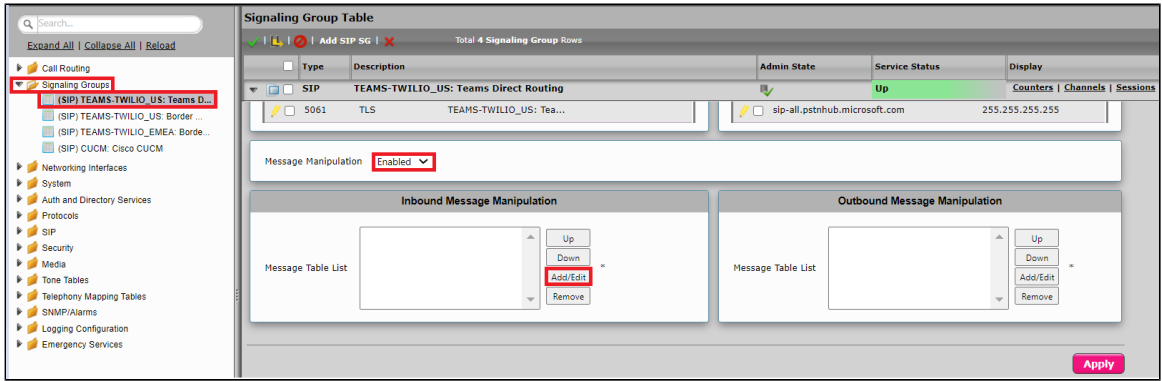 Search...
Expand All | Collapse All | Reload
Call Routing
Signaling Groups
(SIP) TEAMS-TWILIO_US: Teams D...
(SIP) TEAMS-TWILIO_US: Border ...
(SIP) TEAMS-TWILIO_EMEA: Borde...
(SIP) CUCM: Cisco CUCM
Networking Interfaces
System
Auth and Directory Services
Protocols
SIP
Security
Media
Tone Tables
Telephony Mapping Tables
SNMP/Alarms
Logging Configuration
Emergency Services
Signaling Group Table
| | | Add SIP SG | Total 4 Signaling Group Rows
Type Description Admin State Service Status Display
SIP TEAMS-TWILIO_US: Teams Direct Routing Up Counters | Channels | Sessions
5061 TLS TEAMS-TWILIO_US: Tea... sip-all.pstnhub.microsoft.com 255.255.255.255
Message Manipulation Enabled
Inbound Message Manipulation
Message Table List
Up
Down
Add/Edit
Remove
*
Outbound Message Manipulation
Message Table List
Up
Down
Add/Edit
Remove
*
Apply